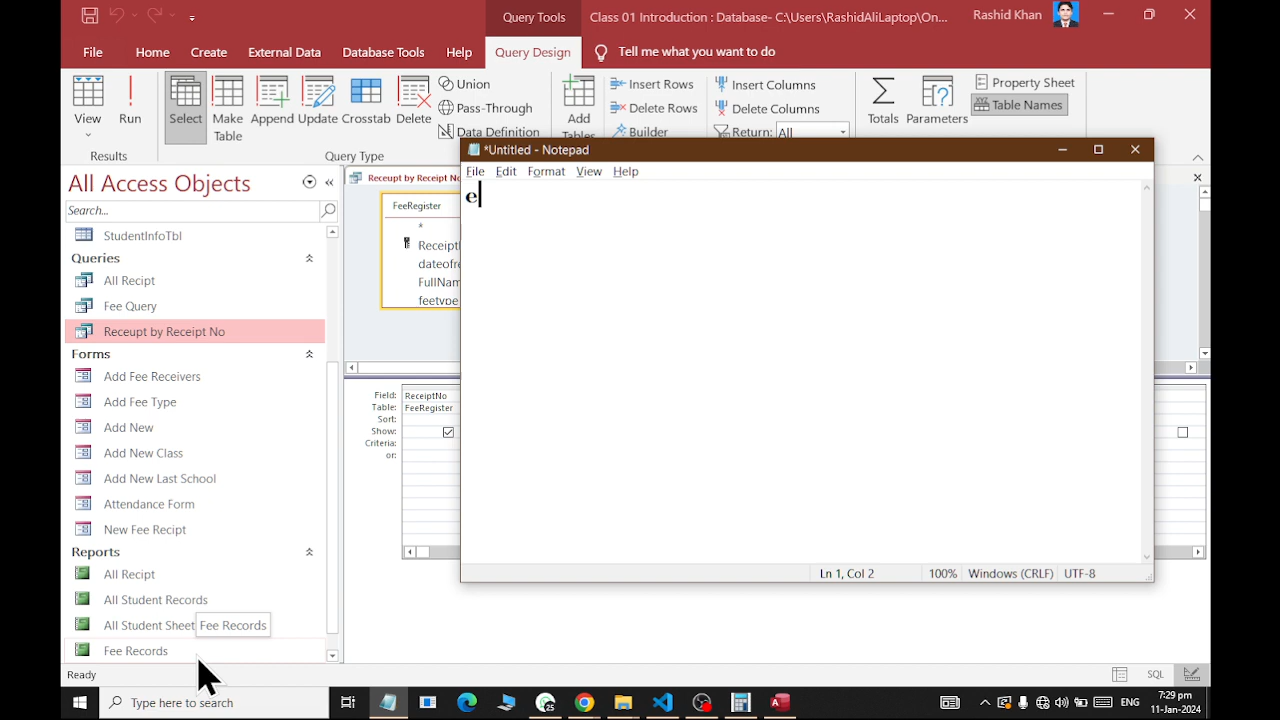 Query Tools
Class 01 Introduction : Database- C:\Users\RashidAliLaptop\On...
Rashid Khan
File
Home
Create
External Data
Database Tools
Help
Query Design
Tell me what you want to do
View
Run
Select
Make Table
Append
Update
Crosstab
Delete
Union
Pass-Through
Data Definition
Add Tables
Insert Rows
Delete Rows
Builder
Insert Columns
Delete Columns
Return: All
Totals
Parameters
Property Sheet
Table Names
Results
Query Type
All Access Objects
Search...
StudentInfoTbl
Queries
All Recipt
Fee Query
Receupt by Receipt No
Forms
Add Fee Receivers
Add Fee Type
Add New
Add New Class
Add New Last School
Attendance Form
New Fee Recipt
Reports
All Recipt
All Student Records
All Student Sheet
Fee Records
Fee Records
Receupt by Receipt No
FeeRegister
*
Receipt
dateofre
FullNam
feetype
Field: ReceiptNo
Table: FeeRegister
Sort:
Show:
Criteria:
or:
*Untitled - Notepad
File Edit Format View Help
e
Ln 1, Col 2
100%
Windows (CRLF)
UTF-8
Ready
SQL
Type here to search
ENG
7:29 pm
11-Jan-2024